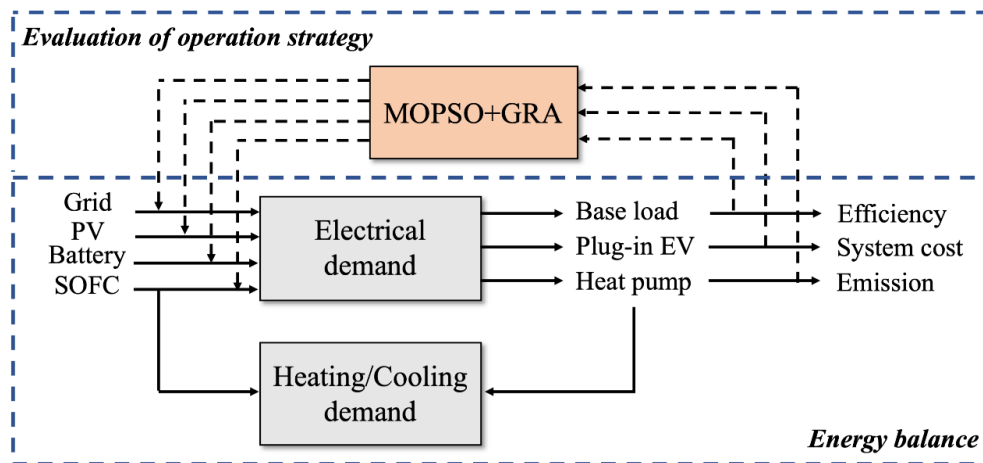 Evaluation of operation strategy
MOPSO+GRA
Grid
PV
Battery
SOFC
Electrical
demand
Base load
Plug-in EV
Heat pump
Efficiency
System cost
Emission
Heating/Cooling
demand
Energy balance